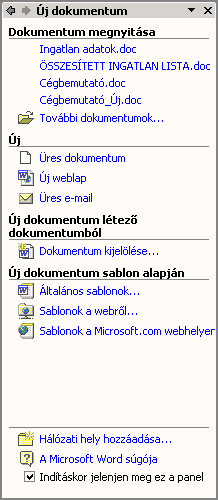 Új dokumentum
Dokumentum megnyitása
Ingatlan adatok.doc
ÖSSZESÍTETT INGATLAN LISTA.doc
Cégbemutató.doc
Cégbemutató_Új.doc
További dokumentumok...
Új
Üres dokumentum
Új weblap
Üres e-mail
Új dokumentum létező
dokumentumból
Dokumentum kijelölése...
Új dokumentum sablon alapján
Általános sablonok...
Sablonok a webről...
Sablonok a Microsoft.com webhelyer
Hálózati hely hozzáadása...
A Microsoft Word súgója
Indításkor jelenjen meg ez a panel